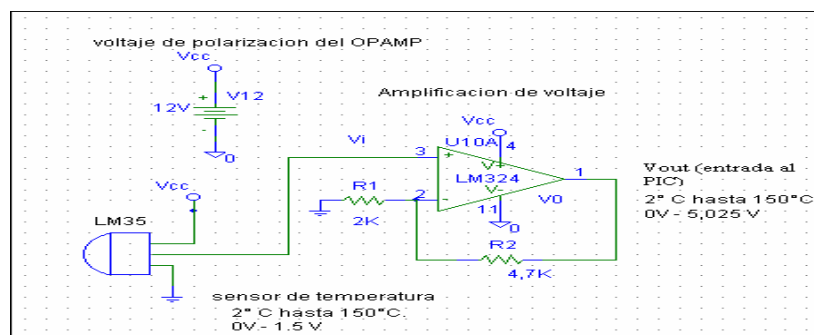 voltaje de polarizacion del OPAMP
Vcc
V12
+
12V
-
0
Amplificacion de voltaje
Vcc
U10A
4
Vi
3
+
V+
LM324
1
V-
2
-
11
0
V0
R1
2K
R2
4,7K
Vout (entrada al
PIC)
2° C hasta 150°C
0V - 5,025 V
Vcc
LM35
sensor de temperatura
2° C hasta 150°C.
0V - 1.5 V